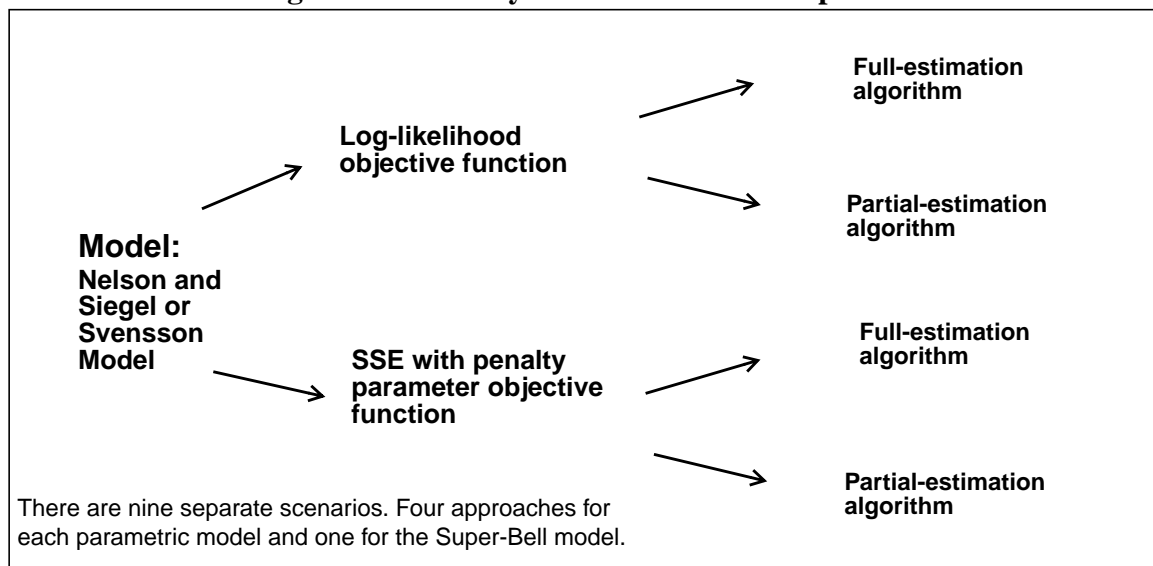 Full-estimation
algorithm
Log-likelihood
objective function
Partial-estimation
algorithm
Model:
Nelson and
Siegel or
Svensson
Model
SSE with penalty
parameter objective
function
Full-estimation
algorithm
Partial-estimation
algorithm
There are nine separate scenarios. Four approaches for
each parametric model and one for the Super-Bell model.